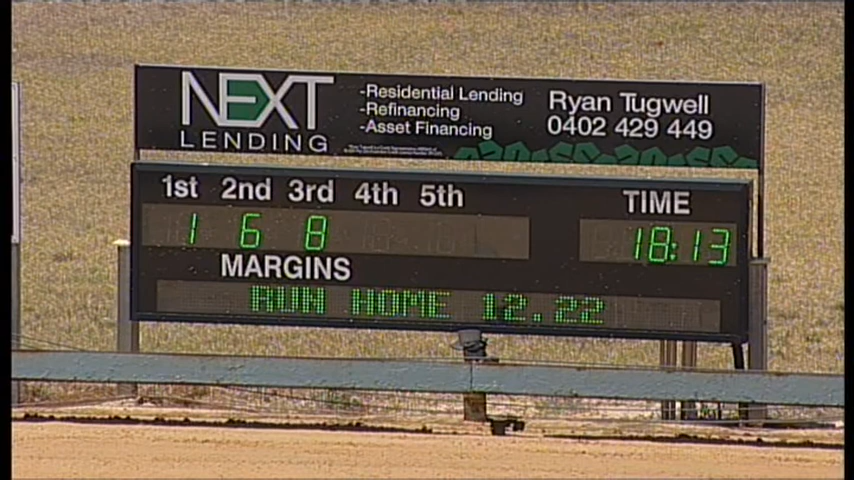 NEXT
LENDING
-Residential Lending
-Refinancing
-Asset Financing
Ryan Tugwell
0402 429 449
1st 2nd 3rd 4th 5th
TIME
1 6 8
18:13
MARGINS
RUN HOME 12.22